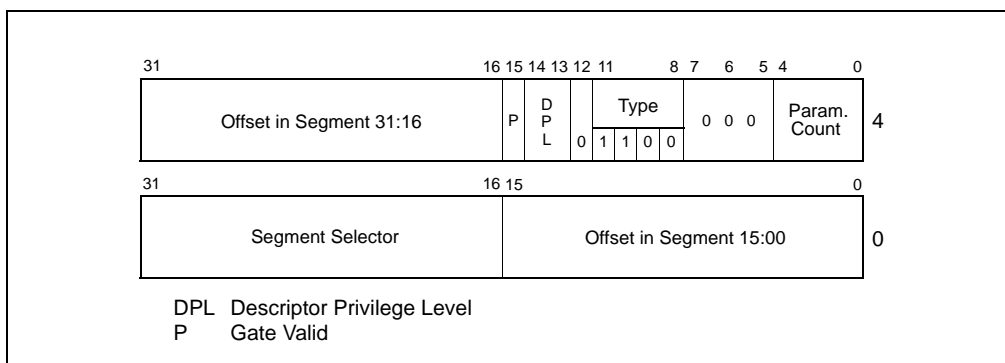 31 16 15 14 13 12 11 8 7 6 5 4 0
Offset in Segment 31:16 P DPL 0 Type 1 1 0 0 0 0 0 Param. Count 4
31 16 15 0
Segment Selector Offset in Segment 15:00 0
DPL Descriptor Privilege Level
P Gate Valid